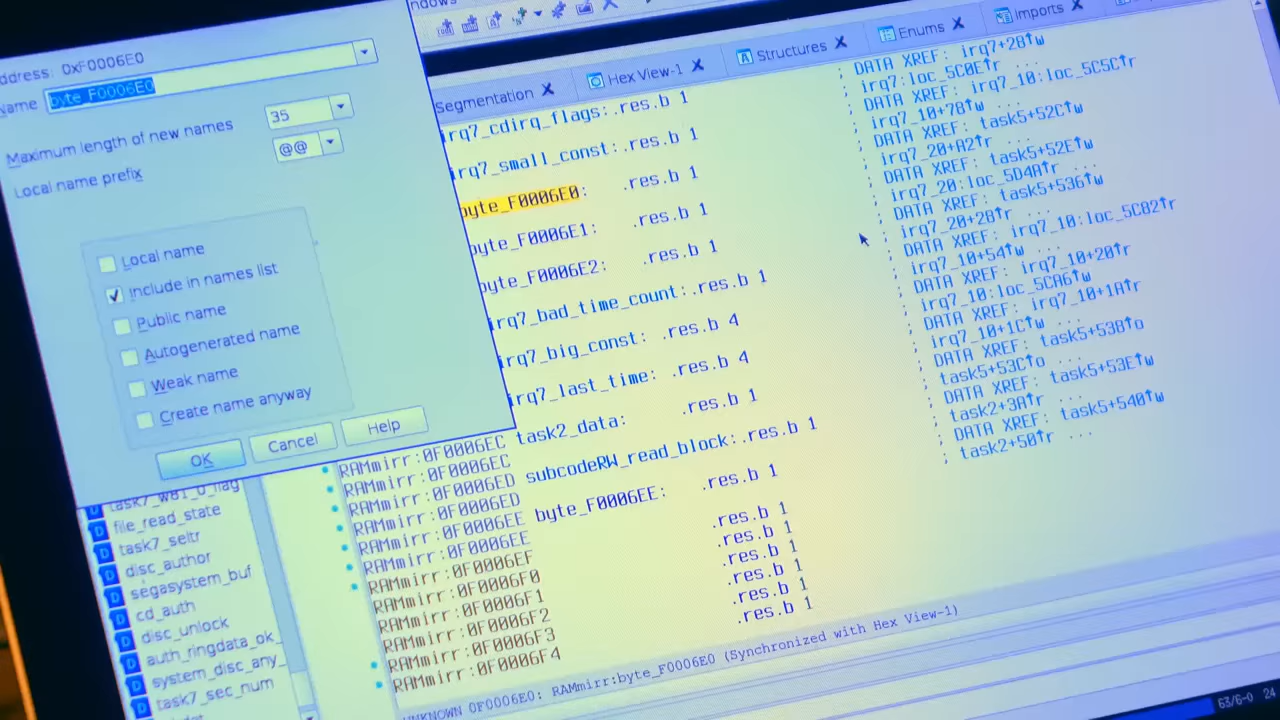 ndows
Address: 0xF0006E0
Name byte_F0006E0
Maximum length of new names 35
Local name prefix @@
Local name
Include in names list
Public name
Autogenerated name
Weak name
Create name anyway
OK Cancel Help
Segmentation Hex View-1 Structures Enums Imports
irq7_cdirq_flags:.res.b 1
irq7_small_const:.res.b 1
byte_F0006E0: .res.b 1
byte_F0006E1: .res.b 1
byte_F0006E2: .res.b 1
irq7_bad_time_count:.res.b 1
irq7_big_const: .res.b 4
irq7_last_time: .res.b 4
task2_data: .res.b 1
subcodeRW_read_block:.res.b 1
byte_F0006EE: .res.b 1
.res.b 1
.res.b 1
.res.b 1
.res.b 1
.res.b 1
.res.b 1
; DATA XREF: irq7+28↑w
; irq7:loc_5C0E↑r ...
; DATA XREF: irq7_10:loc_5C5C↑r
; irq7_10+78↑w ...
; DATA XREF: task5+52C↑w
; irq7_20+A2↑r ...
; DATA XREF: task5+52E↑w
; irq7_20:loc_5D4A↑r ...
; DATA XREF: task5+536↑w
; irq7_20+28↑r ...
; DATA XREF: irq7_10:loc_5C82↑r
; irq7_10+54↑w ...
; DATA XREF: irq7_10+20↑r
; irq7_10:loc_5CA6↑w
; DATA XREF: irq7_10+1A↑r
; irq7_10+1C↑w ...
; DATA XREF: task5+538↑o
; task5+53C↑o ...
; DATA XREF: task5+53E↑w
; task2+3A↑r ...
; DATA XREF: task5+540↑w
; task2+50↑r ...
RAMmirr:0F0006EC
RAMmirr:0F0006EC
RAMmirr:0F0006ED
RAMmirr:0F0006ED
RAMmirr:0F0006EE
RAMmirr:0F0006EE
RAMmirr:0F0006EF
RAMmirr:0F0006F0
RAMmirr:0F0006F1
RAMmirr:0F0006F2
RAMmirr:0F0006F3
RAMmirr:0F0006F4
UNKNOWN 0F0006E0: RAMmirr:byte_F0006E0 (Synchronized with Hex View-1)
file_read_state
task7_seltr
disc_author
segasystem_buf
cd_auth
disc_unlock
auth_ringdata_ok_
system_disc_any_
task7_sec_num